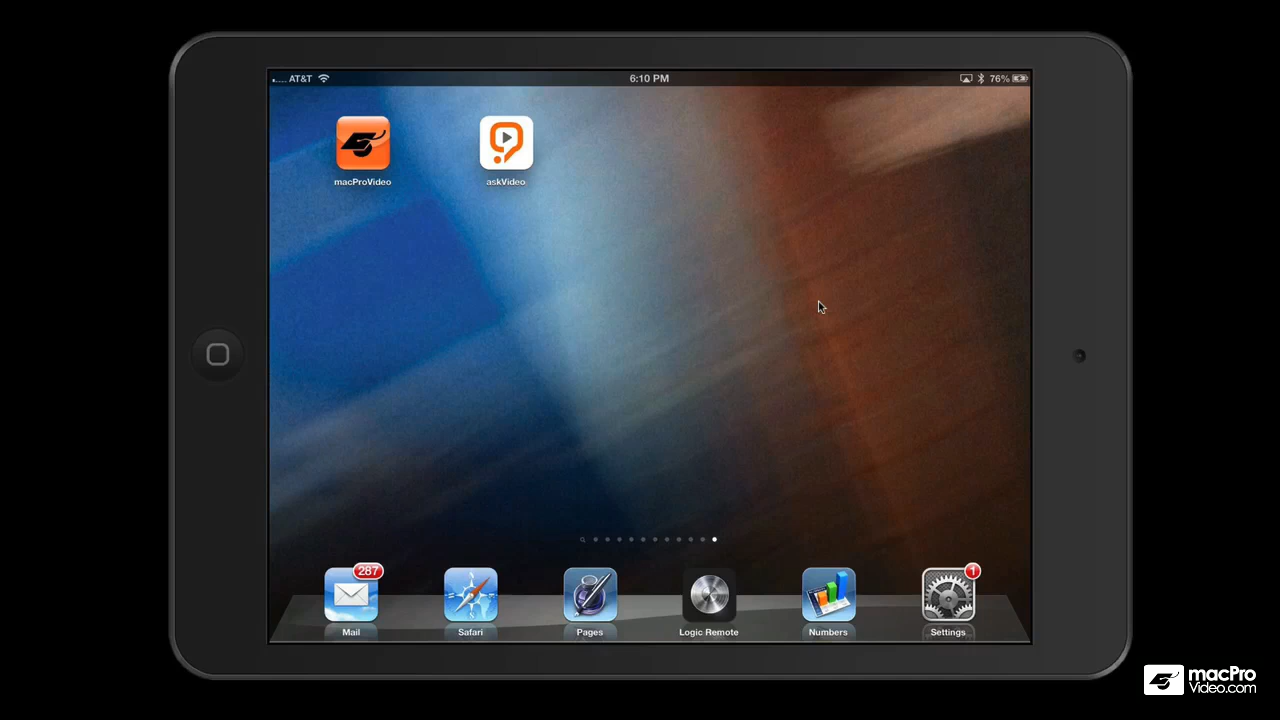 ..... AT&T
6:10 PM
76%
macProVideo
askVideo
287
1
Mail
Safari
Pages
Logic Remote
Numbers
Settings
macPro
Video.com